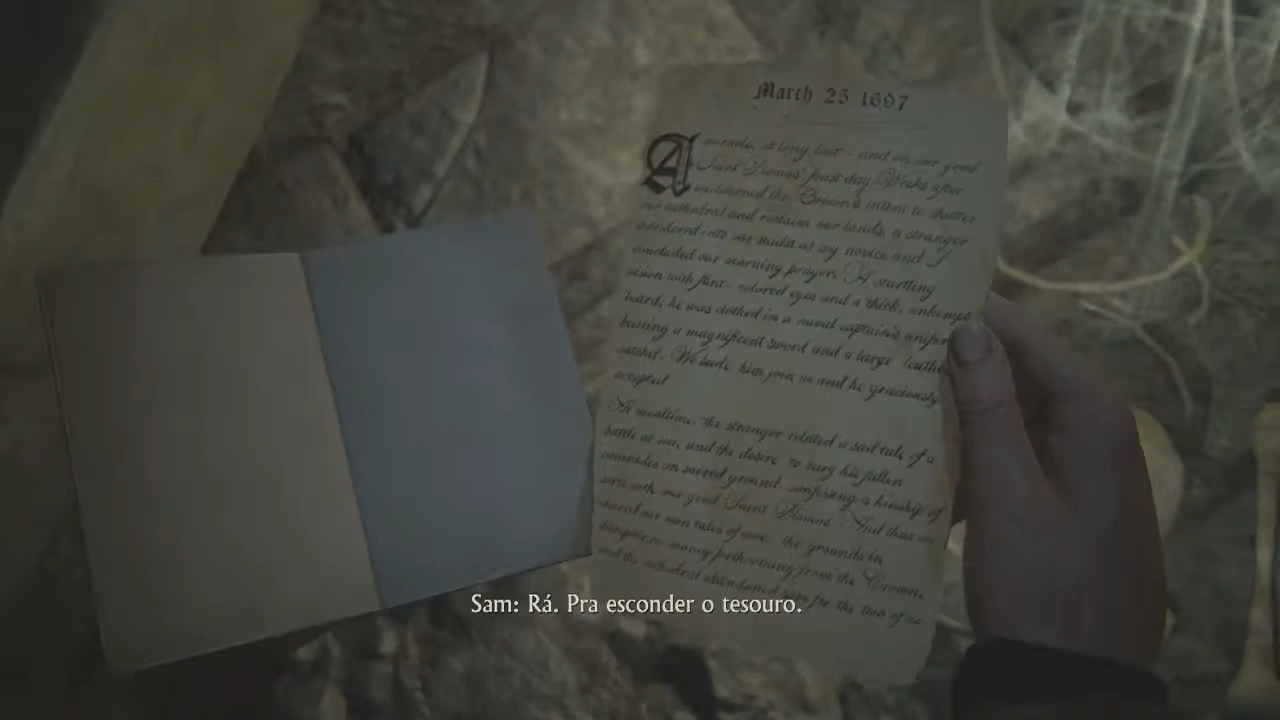 March 25 1697
A miracle, at long last – and on our good
Saint Dismas' feast day. Weeks after
we learned the Crown's intent to shutter
our cathedral and reclaim our lands, a stranger
wandered into our midst as my novice and I
concluded our morning prayer. A startling
vision with flint-colored eyes and a thick, unkempt
beard; he was clothed in a naval captain's unifor
bearing a magnificent sword and a large leathe
satchel. We bade him join us and he graciously
accepted.
At mealtime, the stranger related a sad tale of a
battle at sea, and the desire to bury his fallen
comrades on sacred ground, confessing a kinship of
sorts with our good Saint Dismas. And thus we
shared our own tales of woe: the grounds in
disrepair, money forthcoming from the Crown,
and the cathedral abandoned save for the two of us
Sam: Rá. Pra esconder o tesouro.